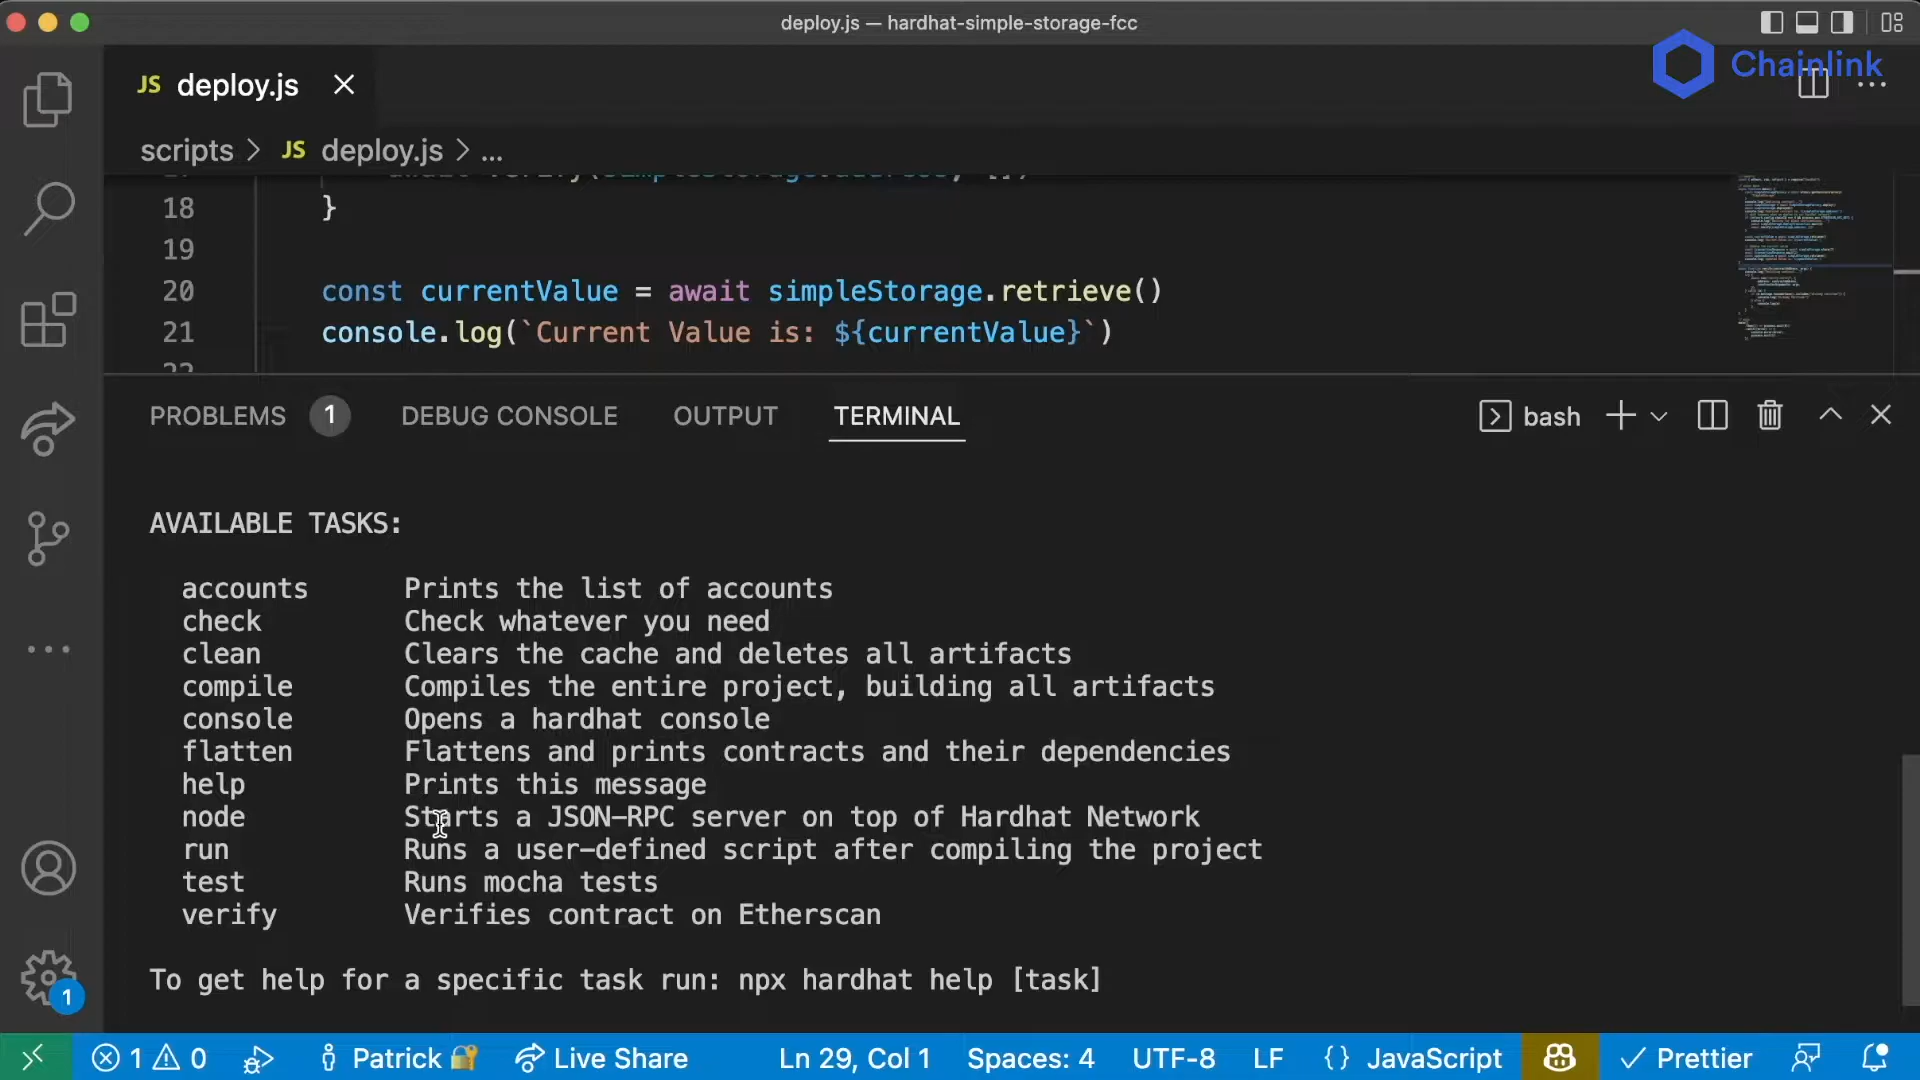 deploy.js — hardhat-simple-storage-fcc
Chainlink
JS deploy.js
scripts > JS deploy.js > ...
18 }
19
20 const currentValue = await simpleStorage.retrieve()
21 console.log(`Current Value is: ${currentValue}`)
PROBLEMS 1 DEBUG CONSOLE OUTPUT TERMINAL bash
AVAILABLE TASKS:
accounts Prints the list of accounts
check Check whatever you need
clean Clears the cache and deletes all artifacts
compile Compiles the entire project, building all artifacts
console Opens a hardhat console
flatten Flattens and prints contracts and their dependencies
help Prints this message
node Starts a JSON-RPC server on top of Hardhat Network
run Runs a user-defined script after compiling the project
test Runs mocha tests
verify Verifies contract on Etherscan
To get help for a specific task run: npx hardhat help [task]
1
1 0 Patrick 🔐 Live Share Ln 29, Col 1 Spaces: 4 UTF-8 LF {} JavaScript Prettier